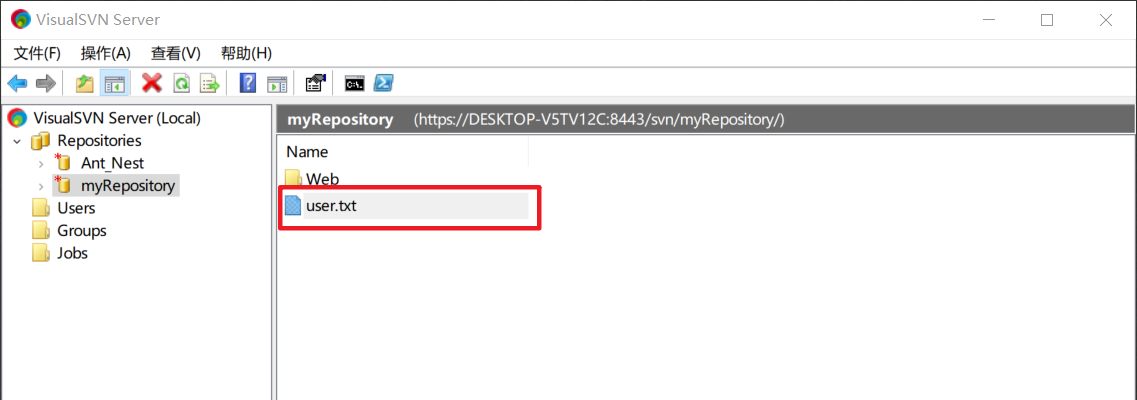 VisualSVN Server
文件(F) 操作(A) 查看(V) 帮助(H)
C:\.
VisualSVN Server (Local)
Repositories
Ant_Nest
myRepository
Users
Groups
Jobs
myRepository (https://DESKTOP-V5TV12C:8443/svn/myRepository/)
Name
Web
user.txt